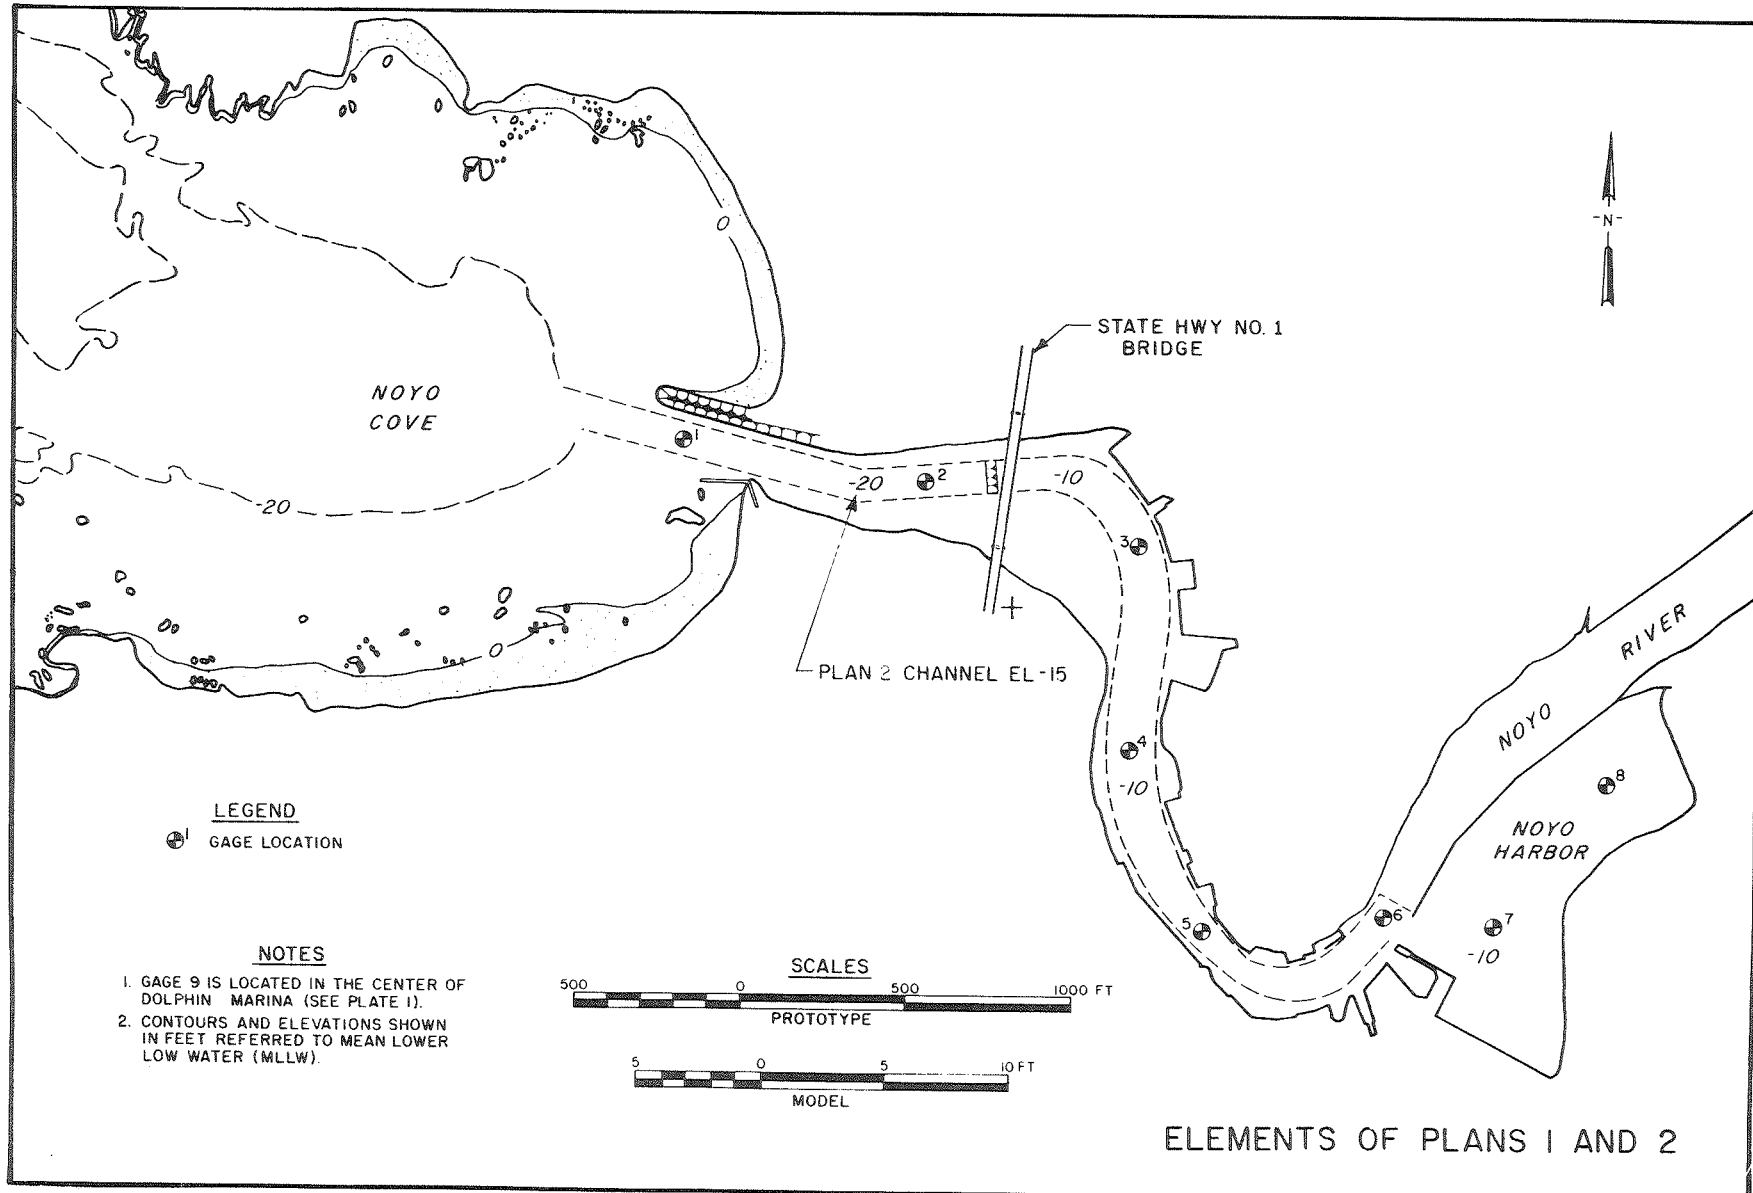 0
-N-
0
STATE HWY NO. 1
BRIDGE
NOYO
COVE
1
-20
2
-10
-20
3
PLAN 2 CHANNEL EL -15
0
RIVER
NOYO
4
-10
8
NOYO
HARBOR
LEGEND
1 GAGE LOCATION
5
6
7
-10
NOTES
1. GAGE 9 IS LOCATED IN THE CENTER OF
DOLPHIN MARINA (SEE PLATE 1).
2. CONTOURS AND ELEVATIONS SHOWN
IN FEET REFERRED TO MEAN LOWER
LOW WATER (MLLW).
SCALES
500 0 500 1000 FT
PROTOTYPE
5 0 5 10 FT
MODEL
ELEMENTS OF PLANS 1 AND 2